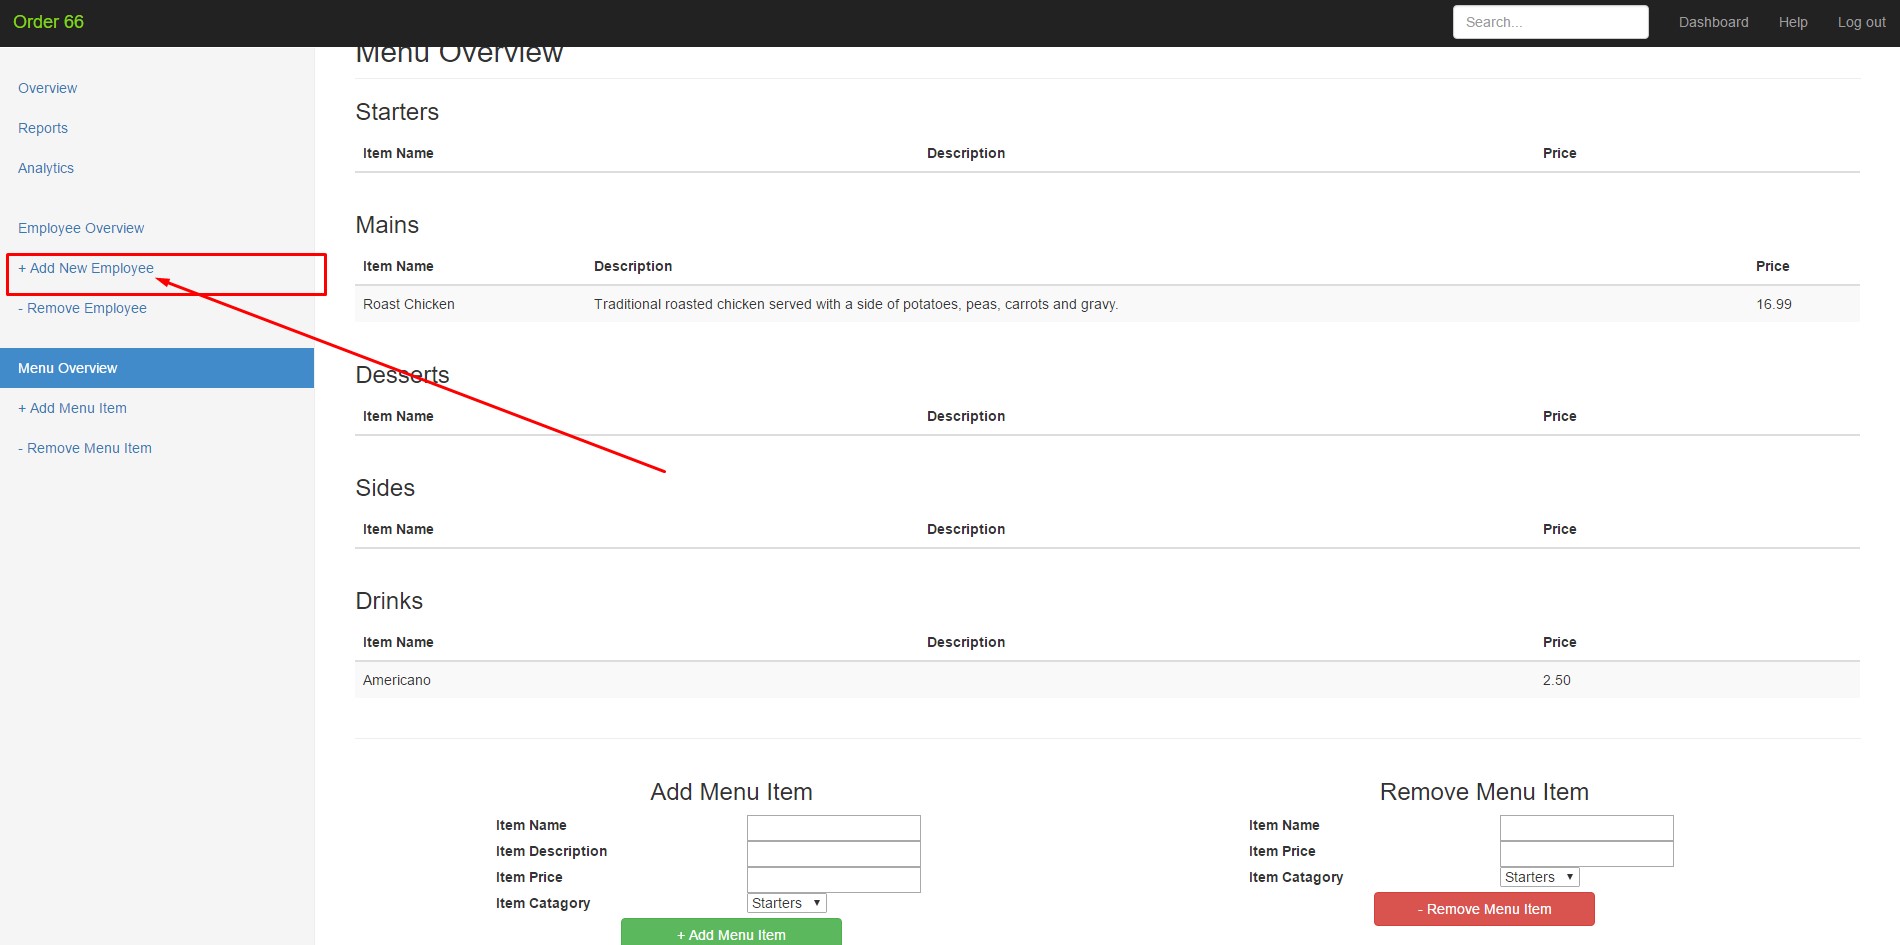 Order 66
Search...
Dashboard
Help
Log out
Overview
Reports
Analytics
Employee Overview
+ Add New Employee
- Remove Employee
Menu Overview
+ Add Menu Item
- Remove Menu Item
Menu Overview
Starters
Item Name Description Price
Mains
Item Name Description Price
Roast Chicken Traditional roasted chicken served with a side of potatoes, peas, carrots and gravy. 16.99
Desserts
Item Name Description Price
Sides
Item Name Description Price
Drinks
Item Name Description Price
Americano 2.50
Add Menu Item
Item Name
Item Description
Item Price
Item Catagory Starters
+ Add Menu Item
Remove Menu Item
Item Name
Item Price
Item Catagory Starters
- Remove Menu Item